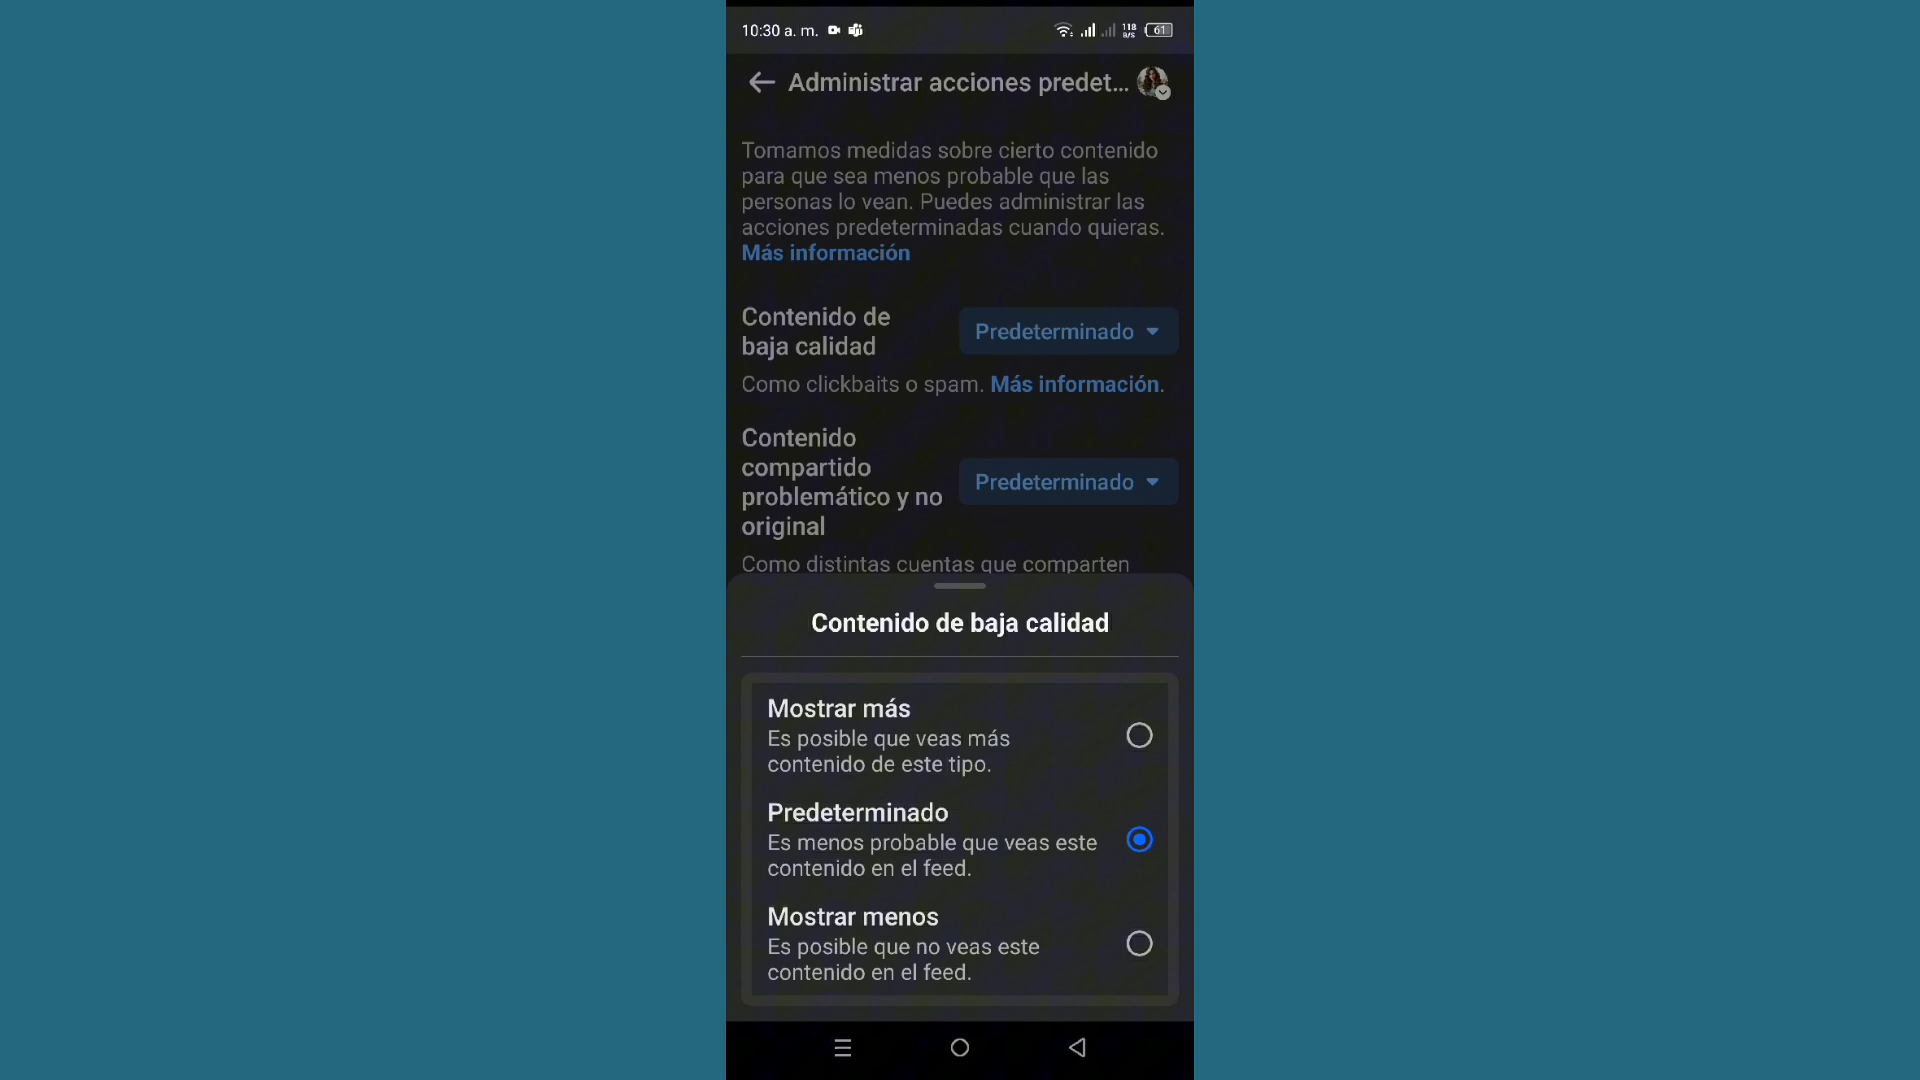 10:30 a. m.
118
B/S
61
Administrar acciones predet...
Tomamos medidas sobre cierto contenido
para que sea menos probable que las
personas lo vean. Puedes administrar las
acciones predeterminadas cuando quieras.
Más información
Contenido de
baja calidad
Predeterminado
Como clickbaits o spam. Más información.
Contenido
compartido
problemático y no
original
Predeterminado
Como distintas cuentas que comparten
Contenido de baja calidad
Mostrar más
Es posible que veas más
contenido de este tipo.
Predeterminado
Es menos probable que veas este
contenido en el feed.
Mostrar menos
Es posible que no veas este
contenido en el feed.